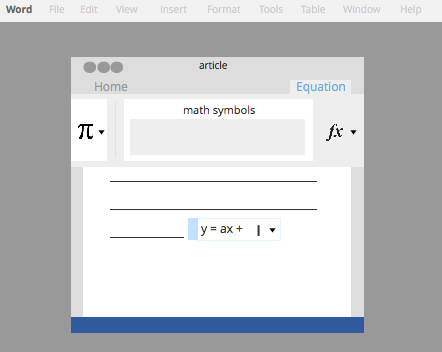 Word File Edit View Insert Format Tools Table Window Help
article
Home Equation
math symbols
π fx
y = ax +